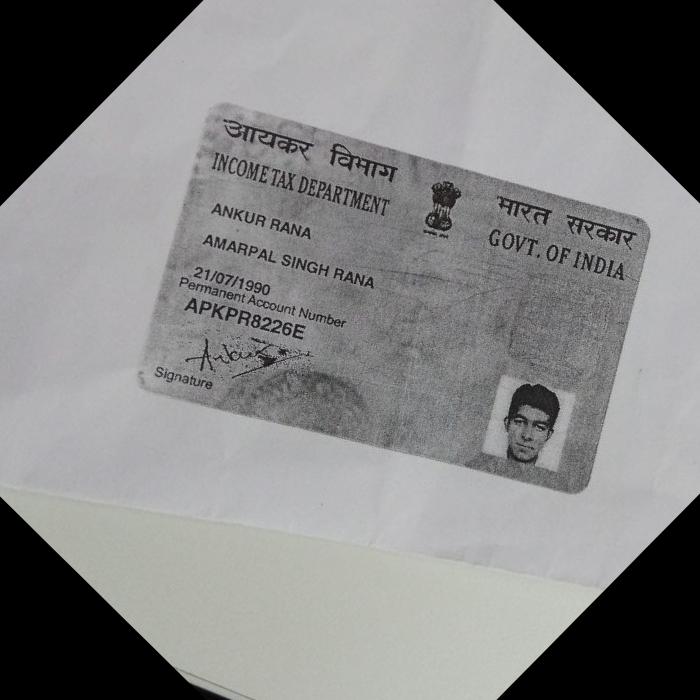 आयकर विभाग
INCOME TAX DEPARTMENT
भारत सरकार
GOVT. OF INDIA
ANKUR RANA
AMARPAL SINGH RANA
21/07/1990
Permanent Account Number
APKPR8226E
Signature